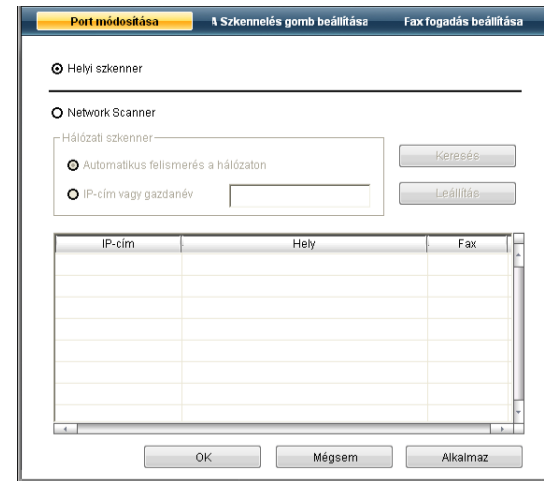 Port módosítása A Szkennelés gomb beállítása Fax fogadás beállítása
Helyi szkenner
Network Scanner
Hálózati szkenner
Automatikus felismerés a hálózaton
Keresés
IP-cím vagy gazdanév
Leállítás
IP-cím Hely Fax
OK Mégsem Alkalmaz